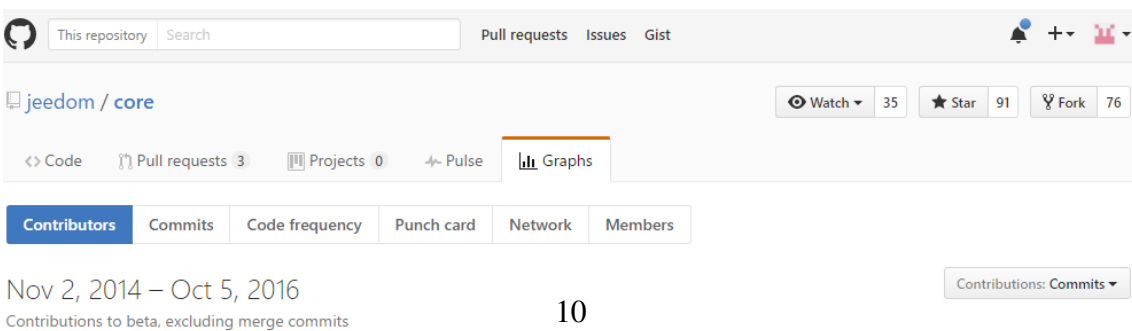 This repository Search Pull requests Issues Gist
jeedom / core Watch 35 Star 91 Fork 76
Code Pull requests 3 Projects 0 Pulse Graphs
Contributors Commits Code frequency Punch card Network Members
Nov 2, 2014 – Oct 5, 2016 Contributions: Commits
Contributions to beta, excluding merge commits
10